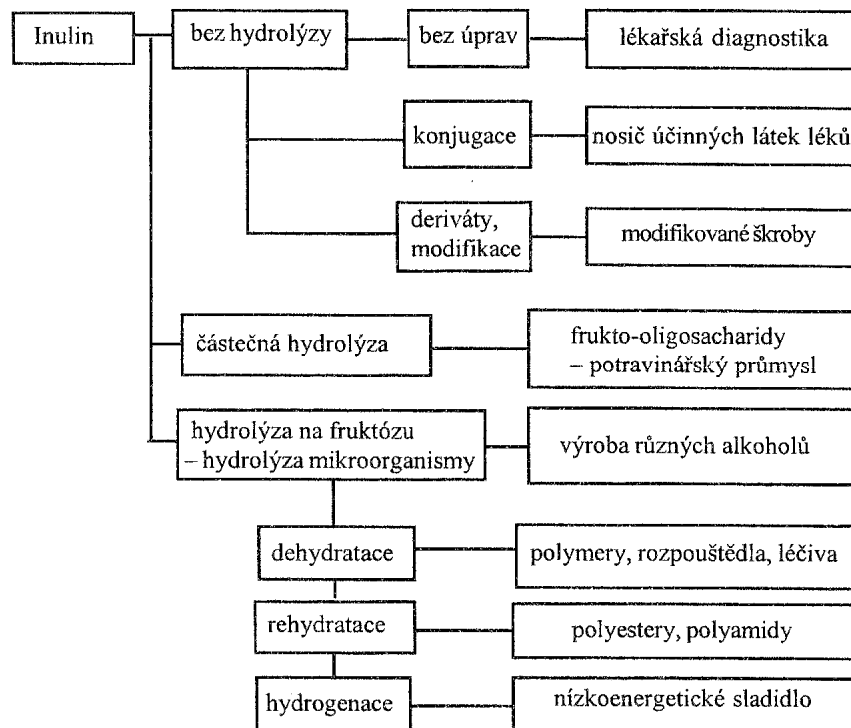 Inulin
bez hydrolýzy
bez úprav
lékařská diagnostika
konjugace
nosič účinných látek léků
deriváty,
modifikace
modifikované škroby
částečná hydrolýza
frukto-oligosacharidy
– potravinářský průmysl
hydrolýza na fruktózu
– hydrolýza mikroorganismy
výroba různých alkoholů
dehydratace
polymery, rozpouštědla, léčiva
rehydratace
polyestery, polyamidy
hydrogenace
nízkoenergetické sladidlo